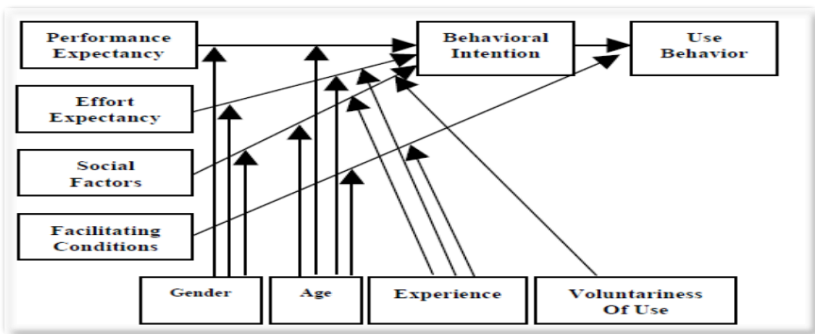 Performance
Expectancy
Behavioral
Intention
Use
Behavior
Effort
Expectancy
Social
Factors
Facilitating
Conditions
Gender
Age
Experience
Voluntariness
Of Use